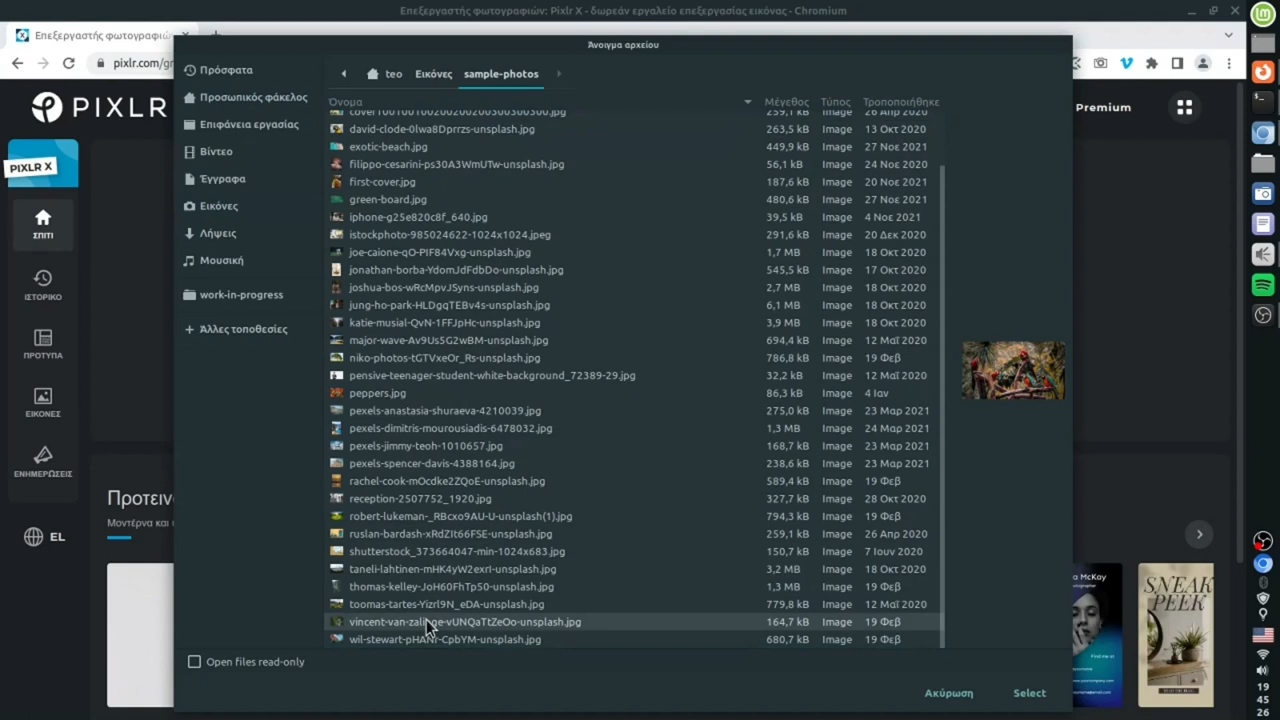 Επεξεργαστής φωτογραφιών: Pixlr X - δωρεάν εργαλείο επεξεργασίας εικόνας - Chromium
Επεξεργαστής φωτογραφιών
pixlr.com/gr
Άνοιγμα αρχείου
Πρόσφατα
Προσωπικός φάκελος
Επιφάνεια εργασίας
Βίντεο
Έγγραφα
Εικόνες
Λήψεις
Μουσική
work-in-progress
Άλλες τοποθεσίες
teo Εικόνες sample-photos
Όνομα Μέγεθος Τύπος Τροποποιήθηκε
259,1 kB Image 26 Απρ 2020
david-clode-0lwa8Dprrzs-unsplash.jpg 263,5 kB Image 13 Οκτ 2020
exotic-beach.jpg 449,9 kB Image 27 Νοε 2021
filippo-cesarini-ps30A3WmUTw-unsplash.jpg 56,1 kB Image 24 Νοε 2020
first-cover.jpg 187,6 kB Image 20 Νοε 2021
green-board.jpg 480,6 kB Image 27 Νοε 2021
iphone-g25e820c8f_640.jpg 39,5 kB Image 4 Νοε 2021
istockphoto-985024622-1024x1024.jpeg 291,6 kB Image 20 Δεκ 2020
joe-caione-qO-PIF84Vxg-unsplash.jpg 1,7 MB Image 18 Οκτ 2020
jonathan-borba-YdomJdFdbDo-unsplash.jpg 545,5 kB Image 17 Οκτ 2020
joshua-bos-wRcMpvJSyns-unsplash.jpg 2,7 MB Image 18 Οκτ 2020
jung-ho-park-HLDgqTEBv4s-unsplash.jpg 6,1 MB Image 18 Οκτ 2020
katie-musial-QvN-1FFJpHc-unsplash.jpg 3,9 MB Image 18 Οκτ 2020
major-wave-Av9Us5G2wBM-unsplash.jpg 694,4 kB Image 12 Μαΐ 2020
niko-photos-tGTVxeOr_Rs-unsplash.jpg 786,8 kB Image 19 Φεβ
pensive-teenager-student-white-background_72389-29.jpg 32,2 kB Image 12 Μαΐ 2020
peppers.jpg 86,3 kB Image 4 Ιαν
pexels-anastasia-shuraeva-4210039.jpg 275,0 kB Image 23 Μαρ 2021
pexels-dimitris-mourousiadis-6478032.jpg 1,3 MB Image 24 Μαρ 2021
pexels-jimmy-teoh-1010657.jpg 168,7 kB Image 23 Μαρ 2021
pexels-spencer-davis-4388164.jpg 238,6 kB Image 23 Μαρ 2021
rachel-cook-mOcdke2ZQoE-unsplash.jpg 589,4 kB Image 19 Φεβ
reception-2507752_1920.jpg 327,7 kB Image 28 Οκτ 2020
robert-lukeman-_RBcxo9AU-U-unsplash(1).jpg 794,3 kB Image 19 Φεβ
ruslan-bardash-xRdZIt66FSE-unsplash.jpg 259,1 kB Image 26 Απρ 2020
shutterstock_373664047-min-1024x683.jpg 150,7 kB Image 7 Ιουν 2020
taneli-lahtinen-mHK4yW2exrI-unsplash.jpg 3,2 MB Image 18 Οκτ 2020
thomas-kelley-JoH60FhTp50-unsplash.jpg 1,3 MB Image 19 Φεβ
toomas-tartes-Yizrl9N_eDA-unsplash.jpg 779,8 kB Image 12 Μαΐ 2020
164,7 kB Image 19 Φεβ
680,7 kB Image 19 Φεβ
Open files read-only
Ακύρωση Select
PIXLR
PIXLR X
ΣΠΙΤΙ
ΙΣΤΟΡΙΚΟ
ΠΡΟΤΥΠΑ
ΕΙΚΟΝΕΣ
ΕΝΗΜΕΡΩΣΕΙΣ
EL
Premium
McKay
Find me at
SNEAK
PEEK
19
45
26